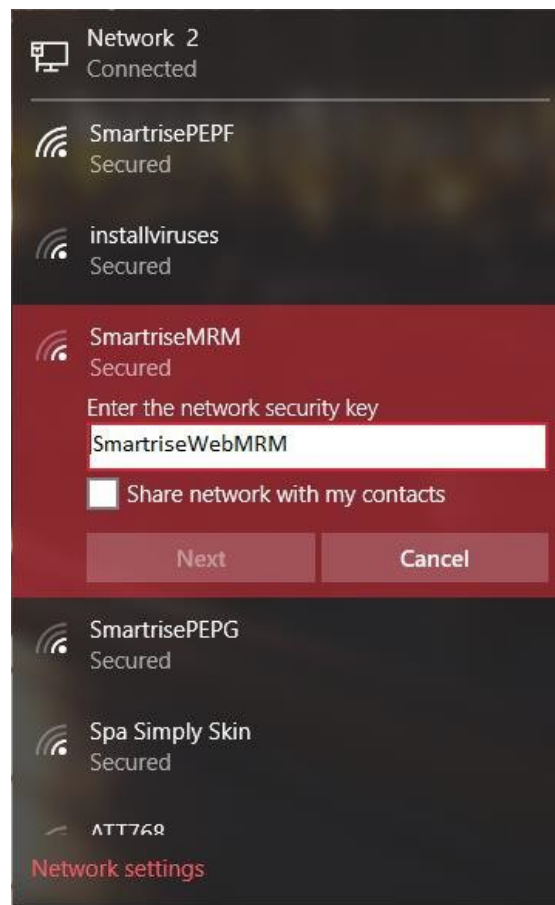 Network 2
Connected
SmartrisePEPF
Secured
installviruses
Secured
SmartriseMRM
Secured
Enter the network security key
SmartriseWebMRM
Share network with my contacts
Next
Cancel
SmartrisePEPG
Secured
Spa Simply Skin
Secured
ATT768
Network settings